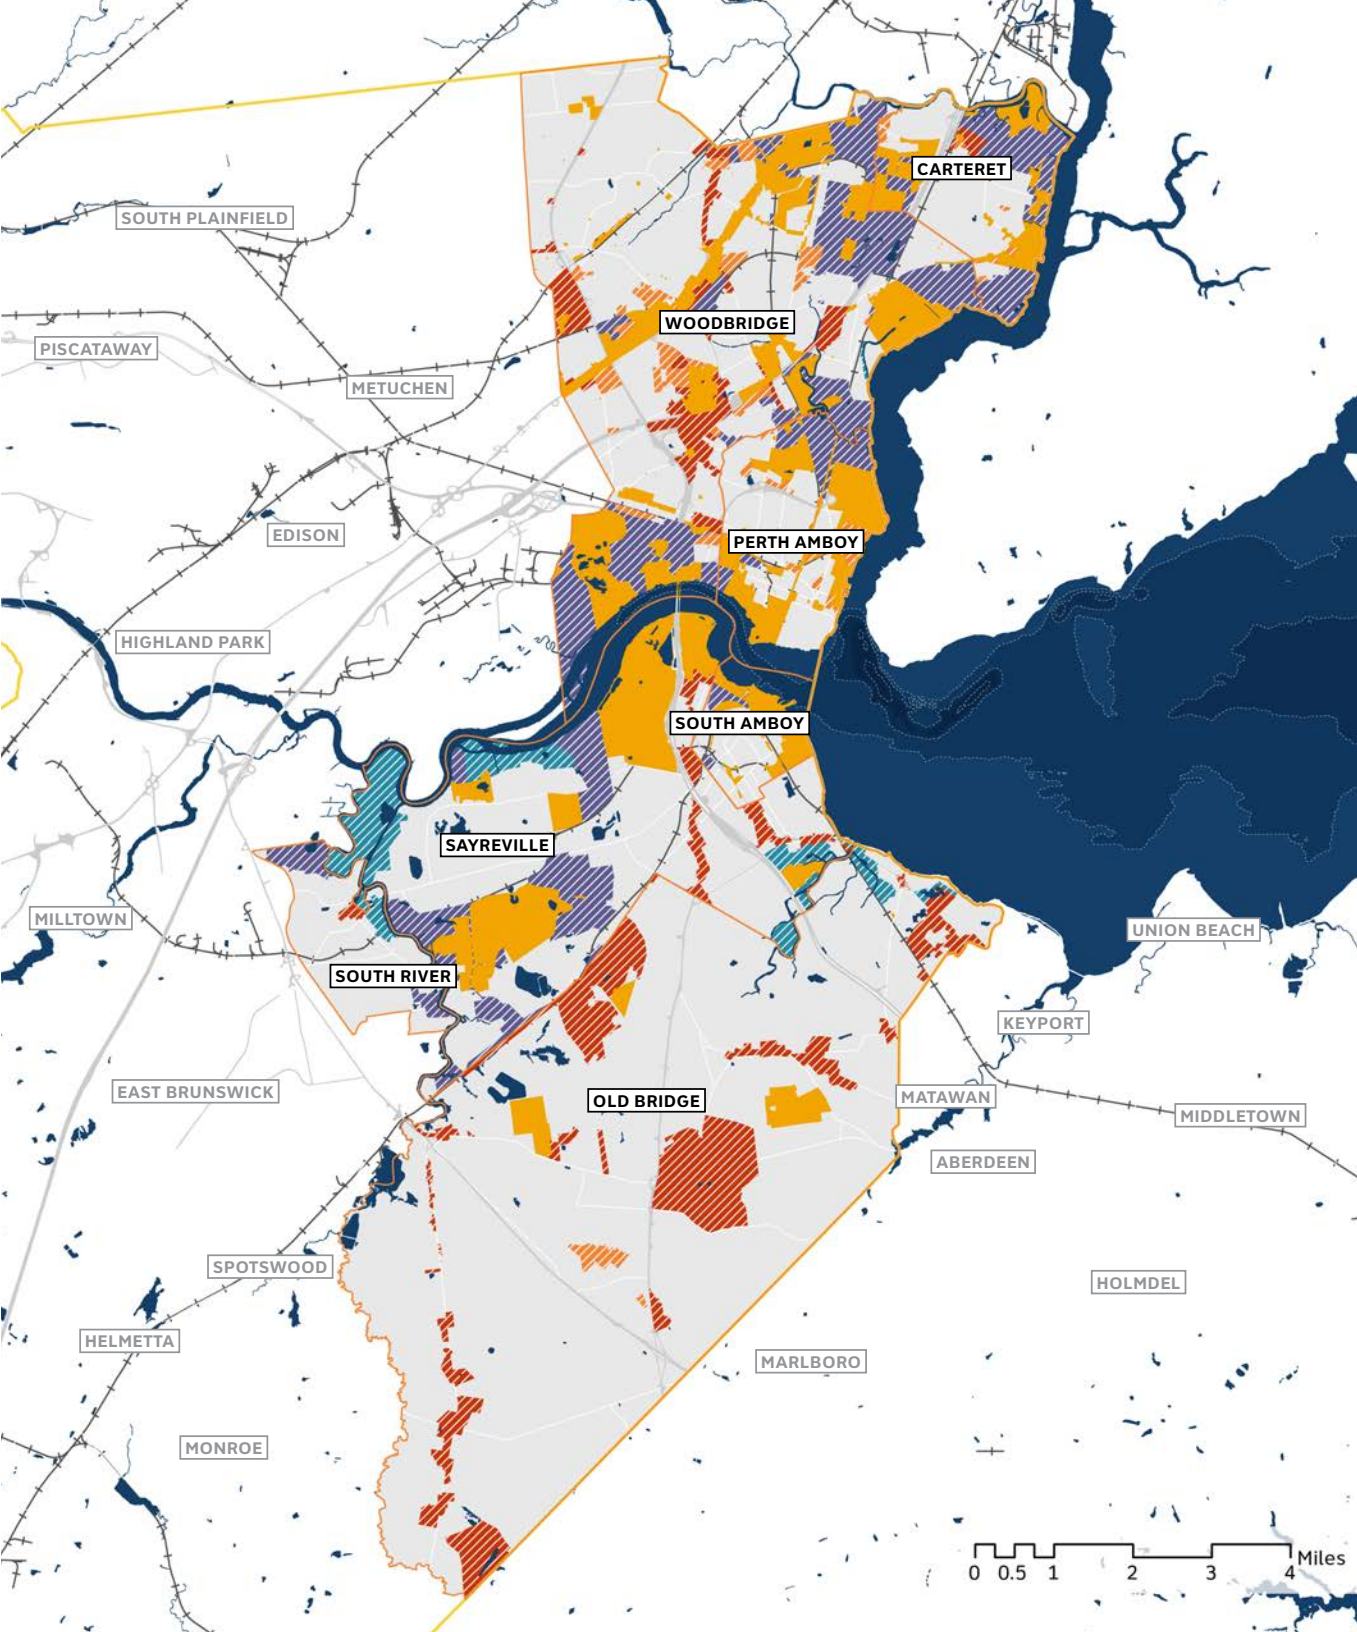 CARTERET
SOUTH PLAINFIELD
WOODBRIDGE
PISCATAWAY
METUCHEN
EDISON
PERTH AMBOY
HIGHLAND PARK
SOUTH AMBOY
SAYREVILLE
MILLTOWN
UNION BEACH
SOUTH RIVER
KEYPORT
EAST BRUNSWICK
MATAWAN
OLD BRIDGE
MIDDLETOWN
ABERDEEN
SPOTSWOOD
HOLMDEL
HELMETTA
MARLBORO
MONROE
Miles
0 0.5 1 2 3 4